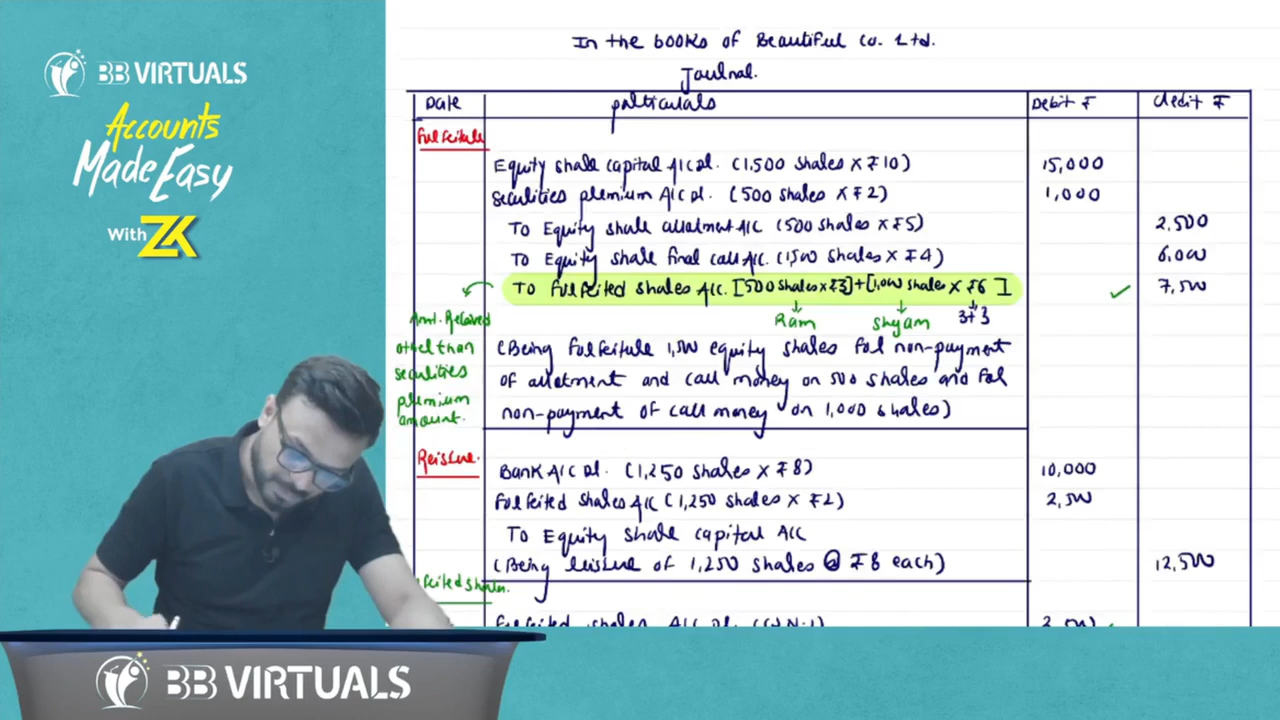 BB VIRTUALS
Accounts
Made Easy
With ZK
In the books of Beautiful Co. Ltd.
Journal.
Date
particulars
Debit ₹
Credit ₹
Forfeiture
Equity share capital A/C Dr. (1,500 shares × ₹10)
15,000
Securities premium A/C Dr. (500 shares × ₹2)
1,000
To Equity share allotment A/C (500 shares × ₹5)
2,500
To Equity share final call A/C. (1,500 shares × ₹4)
6,000
To forfeited shares A/C. [500 shares×₹3]+[1,000 shares × ₹6]
7,500
Ram
Shyam
3+3
Amt. Received
other than
securities
premium
amount.
(Being forfeiture 1,500 equity shares for non-payment
of allotment and call money on 500 shares and for
non-payment of call money on 1,000 shares)
Reissue.
Bank A/C Dr. (1,250 shares × ₹8)
10,000
Forfeited shares A/C (1,250 shares × ₹2)
2,500
To Equity share capital A/C
(Being reissue of 1,250 shares @ ₹8 each)
12,500
BB VIRTUALS